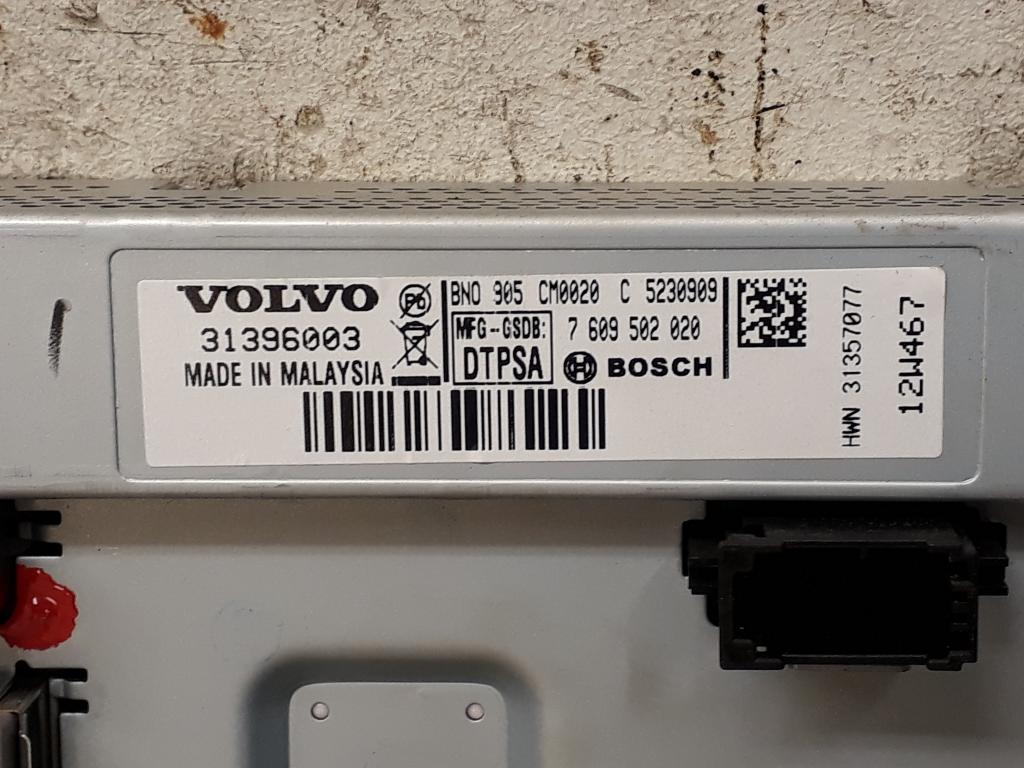 VOLVO
31396003
MADE IN MALAYSIA
BNO 905 CM0020 C 5230909
MFG-GSDB: 7 609 502 020
DTPSA BOSCH
HWN 31357077
12W467